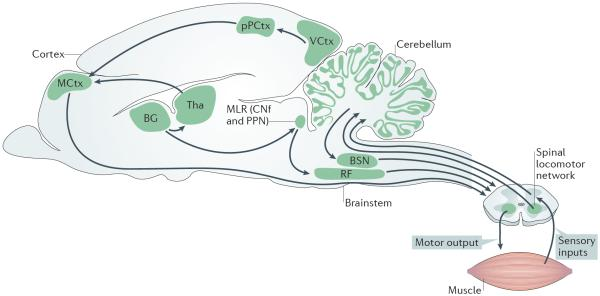 pPCtx
VCtx
Cortex
Cerebellum
MCtx
Tha
BG
MLR (CNf
and PPN)
BSN
RF
Brainstem
Spinal
locomotor
network
Motor output
Sensory
inputs
Muscle